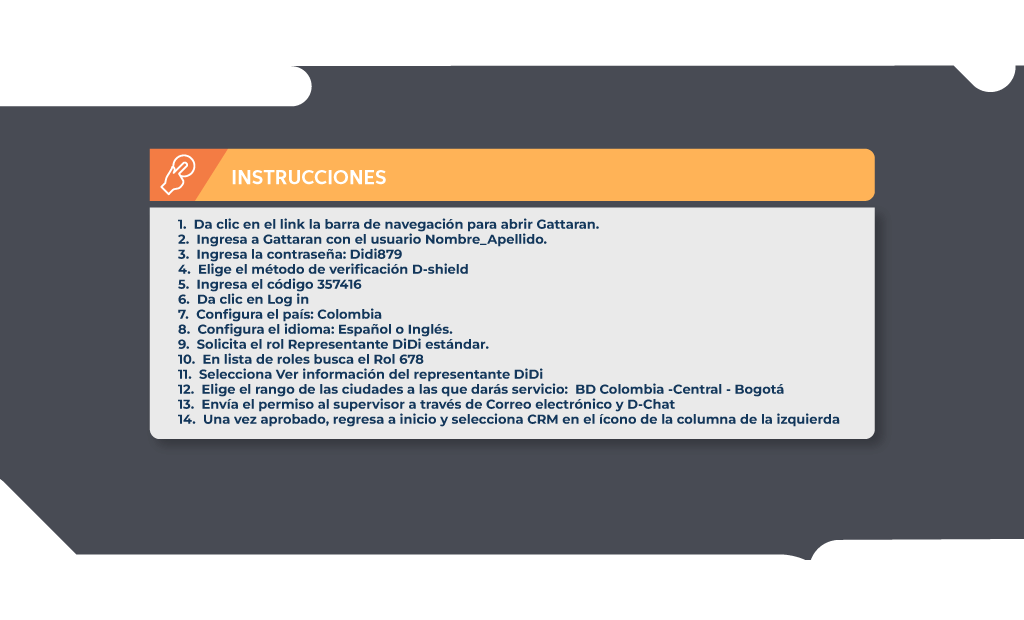 INSTRUCCIONES
1. Da clic en el link la barra de navegación para abrir Gattaran.
2. Ingresa a Gattaran con el usuario Nombre_Apellido.
3. Ingresa la contraseña: Didi879
4. Elige el método de verificación D-shield
5. Ingresa el código 357416
6. Da clic en Log in
7. Configura el país: Colombia
8. Configura el idioma: Español o Inglés.
9. Solicita el rol Representante DiDi estándar.
10. En lista de roles busca el Rol 678
11. Selecciona Ver información del representante DiDi
12. Elige el rango de las ciudades a las que darás servicio: BD Colombia -Central - Bogotá
13. Envía el permiso al supervisor a través de Correo electrónico y D-Chat
14. Una vez aprobado, regresa a inicio y selecciona CRM en el ícono de la columna de la izquierda